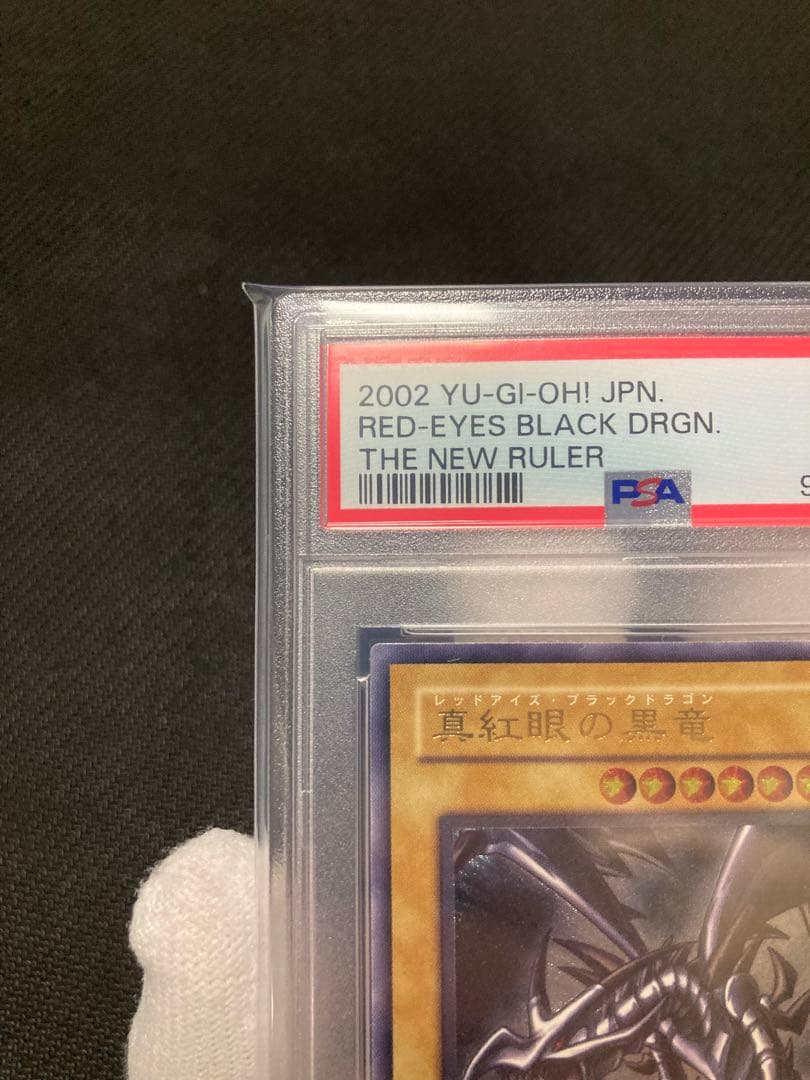 2002 YU-GI-OH! JPN.
RED-EYES BLACK DRGN.
THE NEW RULER
PSA
9
レッドアイズ・ブラックドラゴン
真紅眼の黒竜